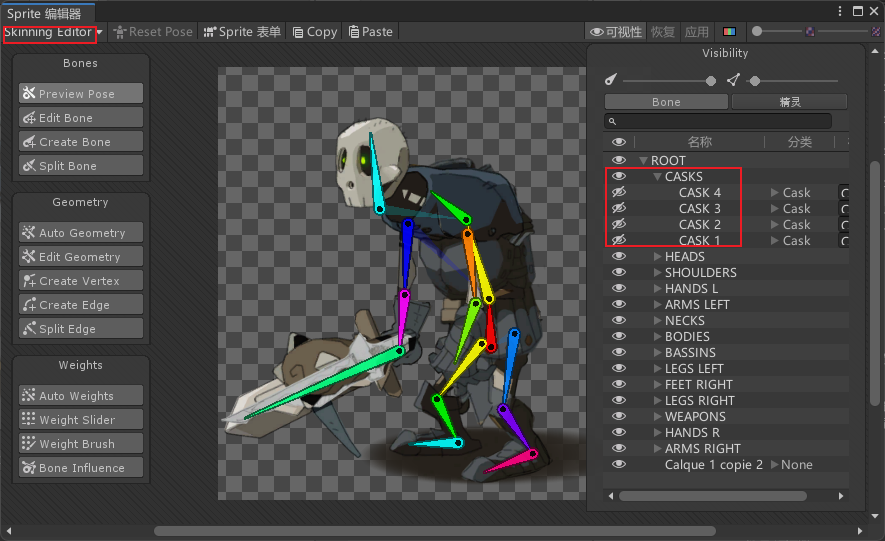 Sprite 编辑器
Skinning Editor Reset Pose Sprite 表单 Copy Paste 可视性 恢复 应用
Bones
Preview Pose
Edit Bone
Create Bone
Split Bone
Geometry
Auto Geometry
Edit Geometry
Create Vertex
Create Edge
Split Edge
Weights
Auto Weights
Weight Slider
Weight Brush
Bone Influence
Visibility
Bone 精灵
名称 分类
ROOT
CASKS
CASK 4 Cask
CASK 3 Cask
CASK 2 Cask
CASK 1 Cask
HEADS
SHOULDERS
HANDS L
ARMS LEFT
NECKS
BODIES
BASSINS
LEGS LEFT
FEET RIGHT
LEGS RIGHT
WEAPONS
HANDS R
ARMS RIGHT
Calque 1 copie 2 None